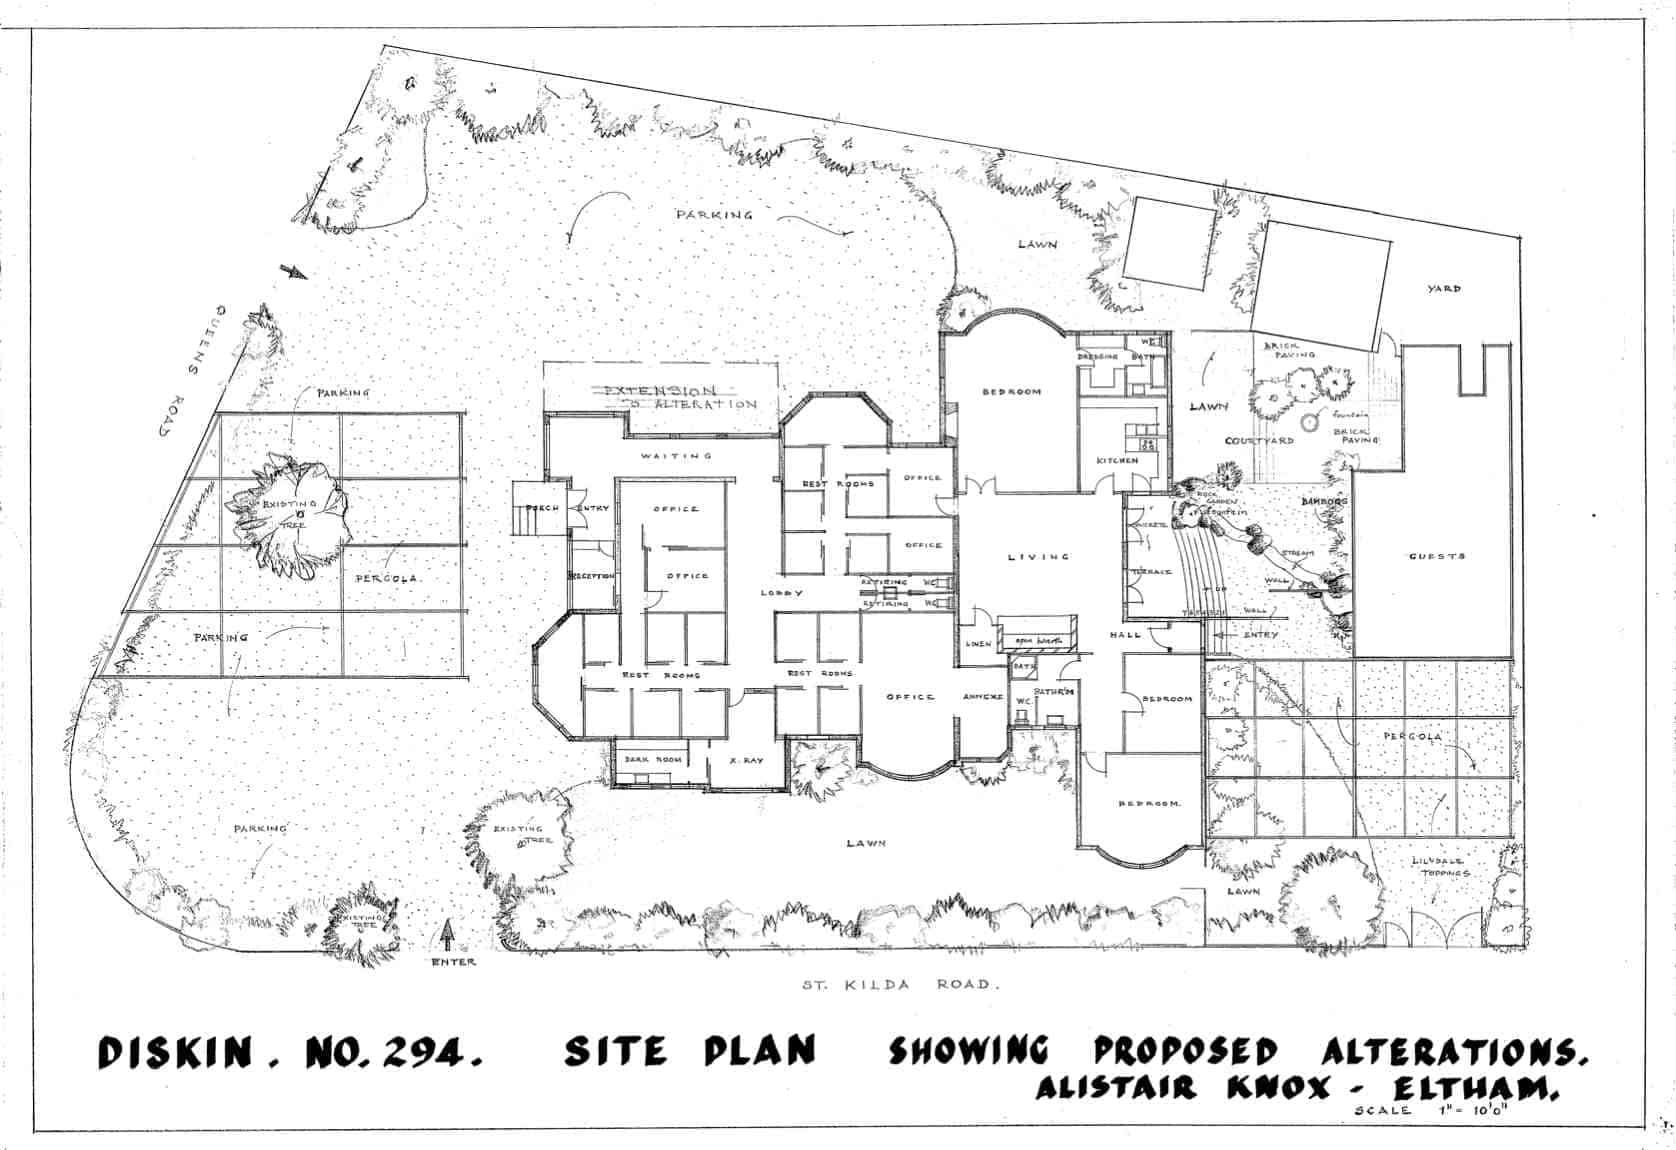 PARKING
LAWN
YARD
QUEENS ROAD
PARKING
EXTENSION
& ALTERATION
WAITING
BEDROOM
DRESSING
BATH
WC
BRICK
PAVING
LAWN
fountain
COURTYARD
BRICK
PAVING
KITCHEN
REST ROOMS
OFFICE
PORCH
ENTRY
OFFICE
EXISTING
TREE
ROCK
GARDEN
fountain
BAMBOOS
OFFICE
LIVING
STREAM
GUESTS
PERGOLA
RECEPTION
OFFICE
LOBBY
RETIRING
WC
RETIRING
WC
TERRACE
WALL
UP
WALL
PARKING
LINEN
open hearth
HALL
ENTRY
REST ROOMS
REST ROOMS
OFFICE
ANNEXE
BATH
BATHR'M
W.C.
BEDROOM
PERGOLA
DARK ROOM
X-RAY
BEDROOM
PARKING
EXISTING
TREE
LAWN
LILYDALE
TOPPINGS
LAWN
EXISTING
TREE
ENTER
ST. KILDA ROAD.
DISKIN. NO. 294. SITE PLAN SHOWING PROPOSED ALTERATIONS.
ALISTAIR KNOX - ELTHAM.
SCALE 1" = 10'0"